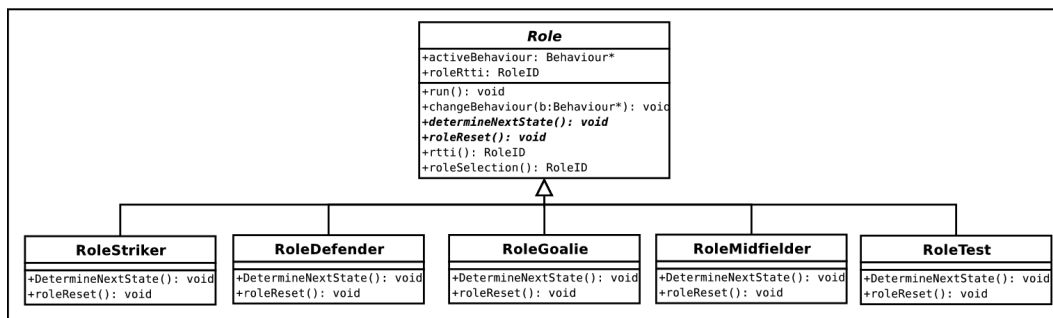 Role
+activeBehaviour: Behaviour*
+roleRtti: RoleID
+run(): void
+changeBehaviour(b:Behaviour*): void
+determineNextState(): void
+roleReset(): void
+rtti(): RoleID
+roleSelection(): RoleID
RoleStriker
+DetermineNextState(): void
+roleReset(): void
RoleDefender
+DetermineNextState(): void
+roleReset(): void
RoleGoalie
+DetermineNextState(): void
+roleReset(): void
RoleMidfielder
+DetermineNextState(): void
+roleReset(): void
RoleTest
+DetermineNextState(): void
+roleReset(): void